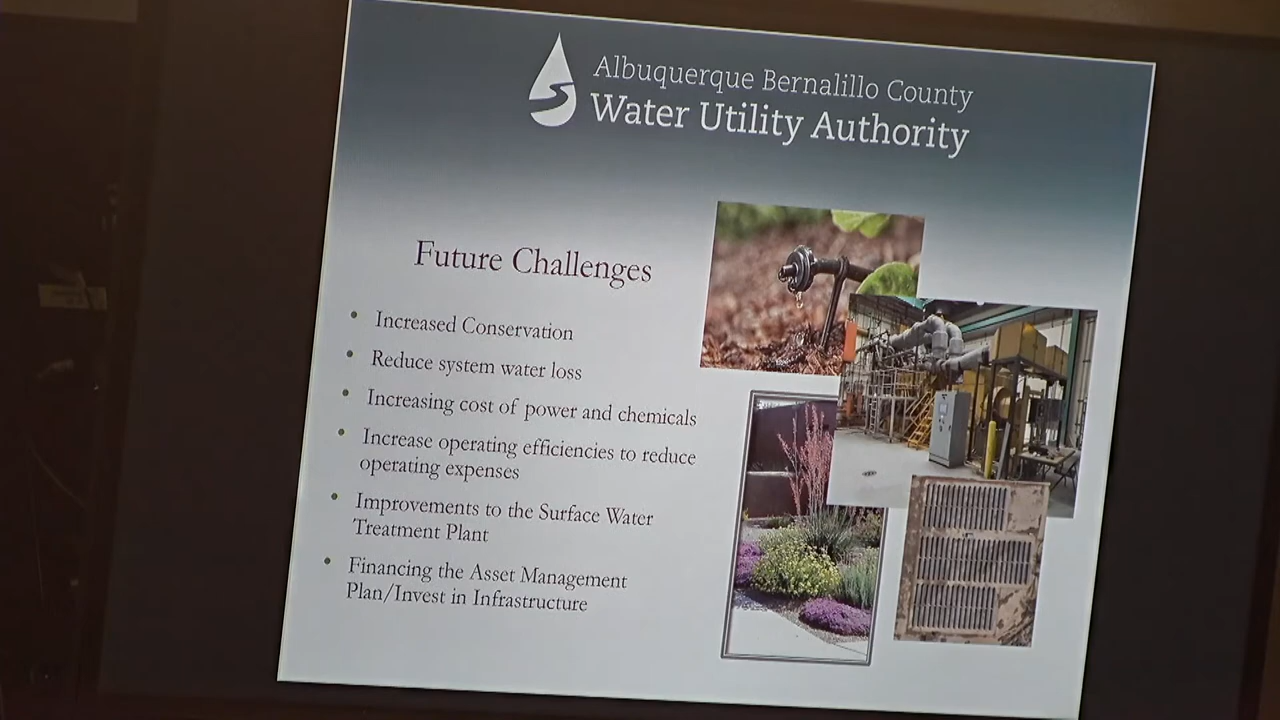 Albuquerque Bernalillo County
Water Utility Authority
Future Challenges
• Increased Conservation
• Reduce system water loss
• Increasing cost of power and chemicals
• Increase operating efficiencies to reduce
operating expenses
• Improvements to the Surface Water
Treatment Plant
• Financing the Asset Management
Plan/Invest in Infrastructure